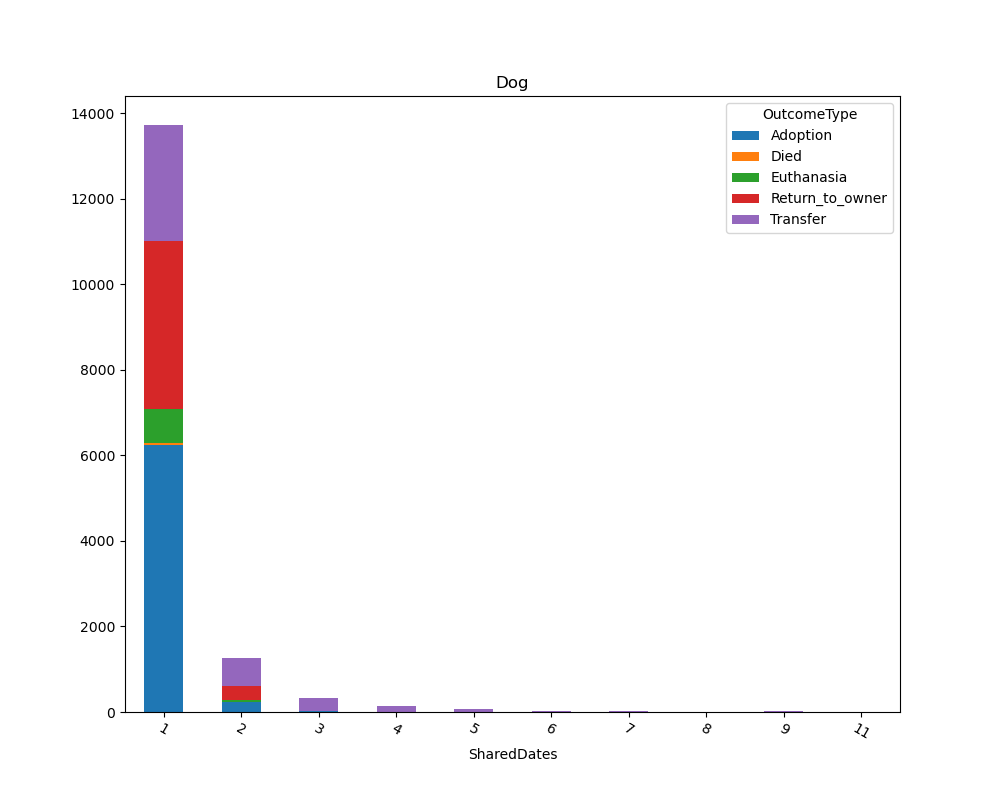 Dog
14000
12000
10000
8000
6000
4000
2000
0
OutcomeType
Adoption
Died
Euthanasia
Return_to_owner
Transfer
1 2 3 4 5 6 7 8 9 11
SharedDates